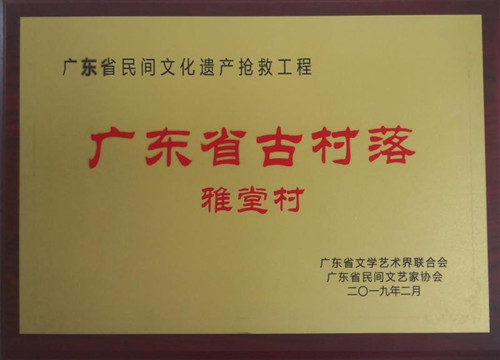 广东省民间文化遗产抢救工程
广东省古村落
雅堂村
广东省文学艺术界联合会
广东省民间文艺家协会
二〇一九年二月